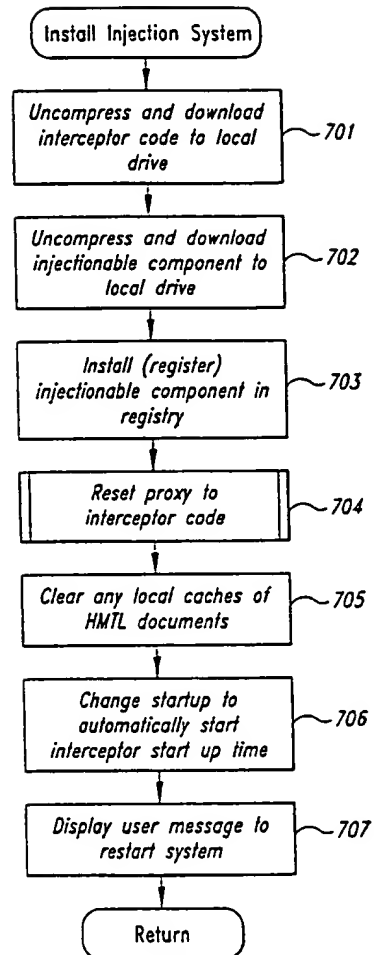 Install Injection System
Uncompress and download
interceptor code to local
drive
701
Uncompress and download
injectionable component to
local drive
702
Install (register)
injectionable component in
registry
703
Reset proxy to
interceptor code
704
Clear any local caches of
HMTL documents
705
Change startup to
automatically start
interceptor start up time
706
Display user message to
restart system
707
Return